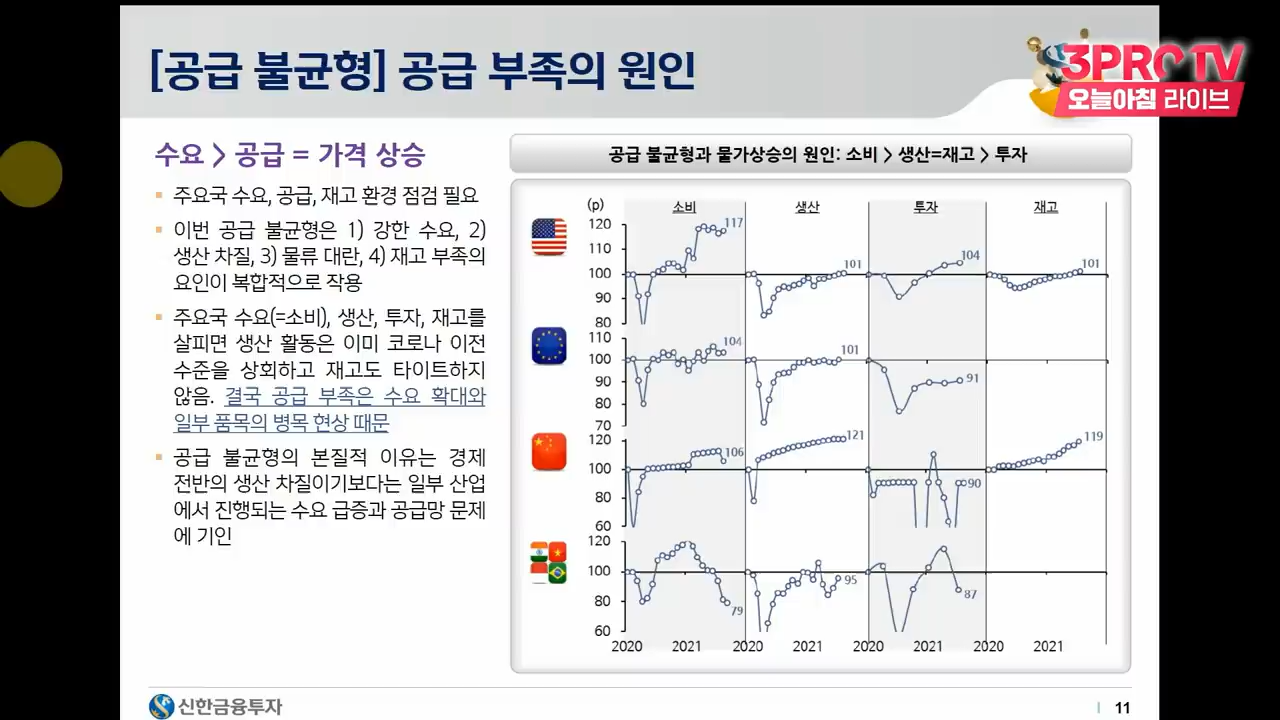 [공급 불균형] 공급 부족의 원인
3PROTV
오늘아침 라이브
수요 > 공급 = 가격 상승
주요국 수요, 공급, 재고 환경 점검 필요
이번 공급 불균형은 1) 강한 수요, 2)
생산 차질, 3) 물류 대란, 4) 재고 부족의
요인이 복합적으로 작용
주요국 수요(=소비), 생산, 투자, 재고를
살피면 생산 활동은 이미 코로나 이전
수준을 상회하고 재고도 타이트하지
않음. 결국 공급 부족은 수요 확대와
일부 품목의 병목 현상 때문
공급 불균형의 본질적 이유는 경제
전반의 생산 차질이기보다는 일부 산업
에서 진행되는 수요 급증과 공급망 문제
에 기인
공급 불균형과 물가상승의 원인: 소비 > 생산=재고 > 투자
(p) 소비 생산 투자 재고
120
110
100
90
80
117 101 104 101
110
100
90
80
70
104 101 91
120
100
80
60
106 121 90 119
120
100
80
60
79 95 87
2020 2021 2020 2021 2020 2021 2020 2021
신한금융투자
11